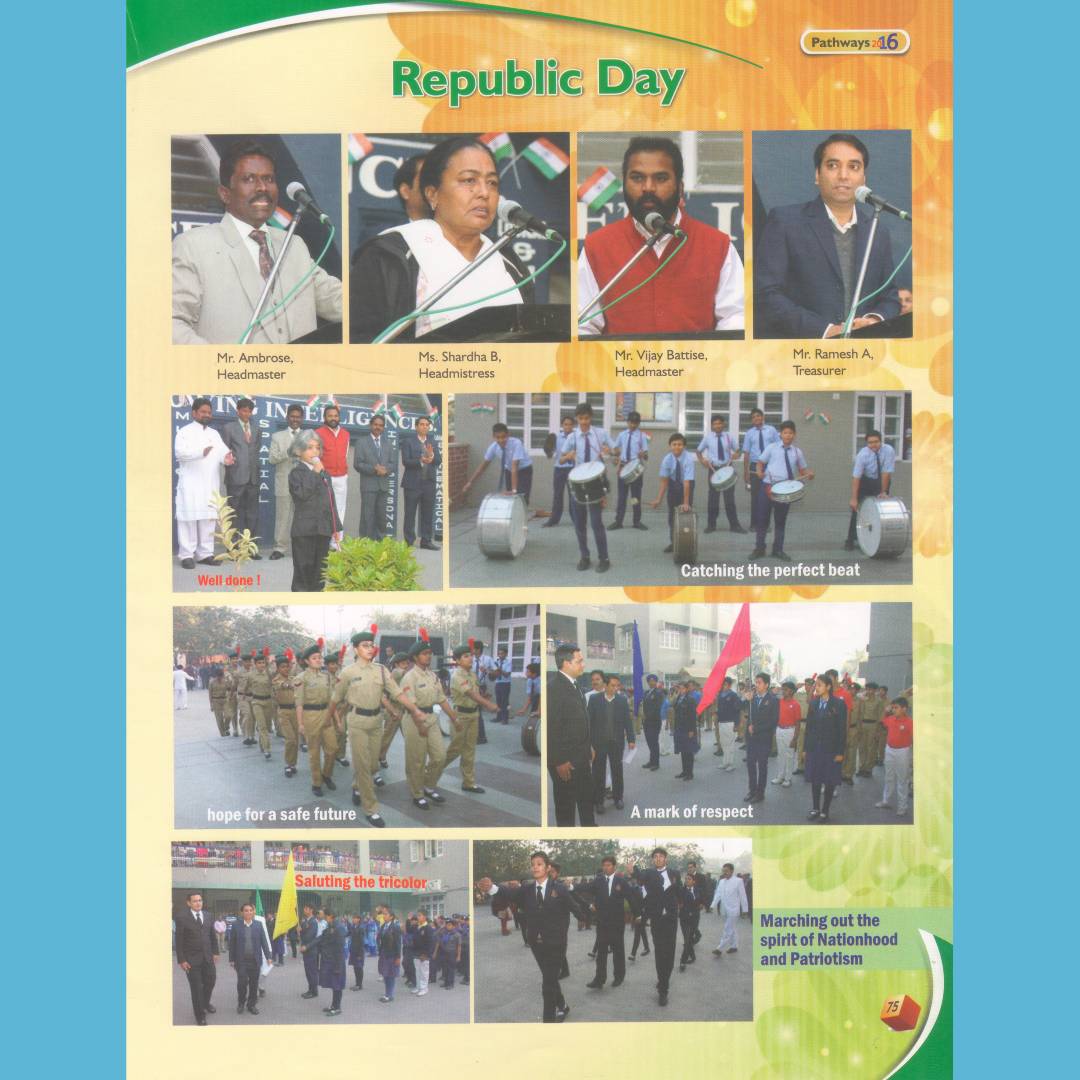 Pathways 2016
Republic Day
Mr. Ambrose,
Headmaster
Ms. Shardha B,
Headmistress
Mr. Vijay Battise,
Headmaster
Mr. Ramesh A,
Treasurer
Well done !
Catching the perfect beat
hope for a safe future
A mark of respect
Saluting the tricolor
Marching out the
spirit of Nationhood
and Patriotism
75